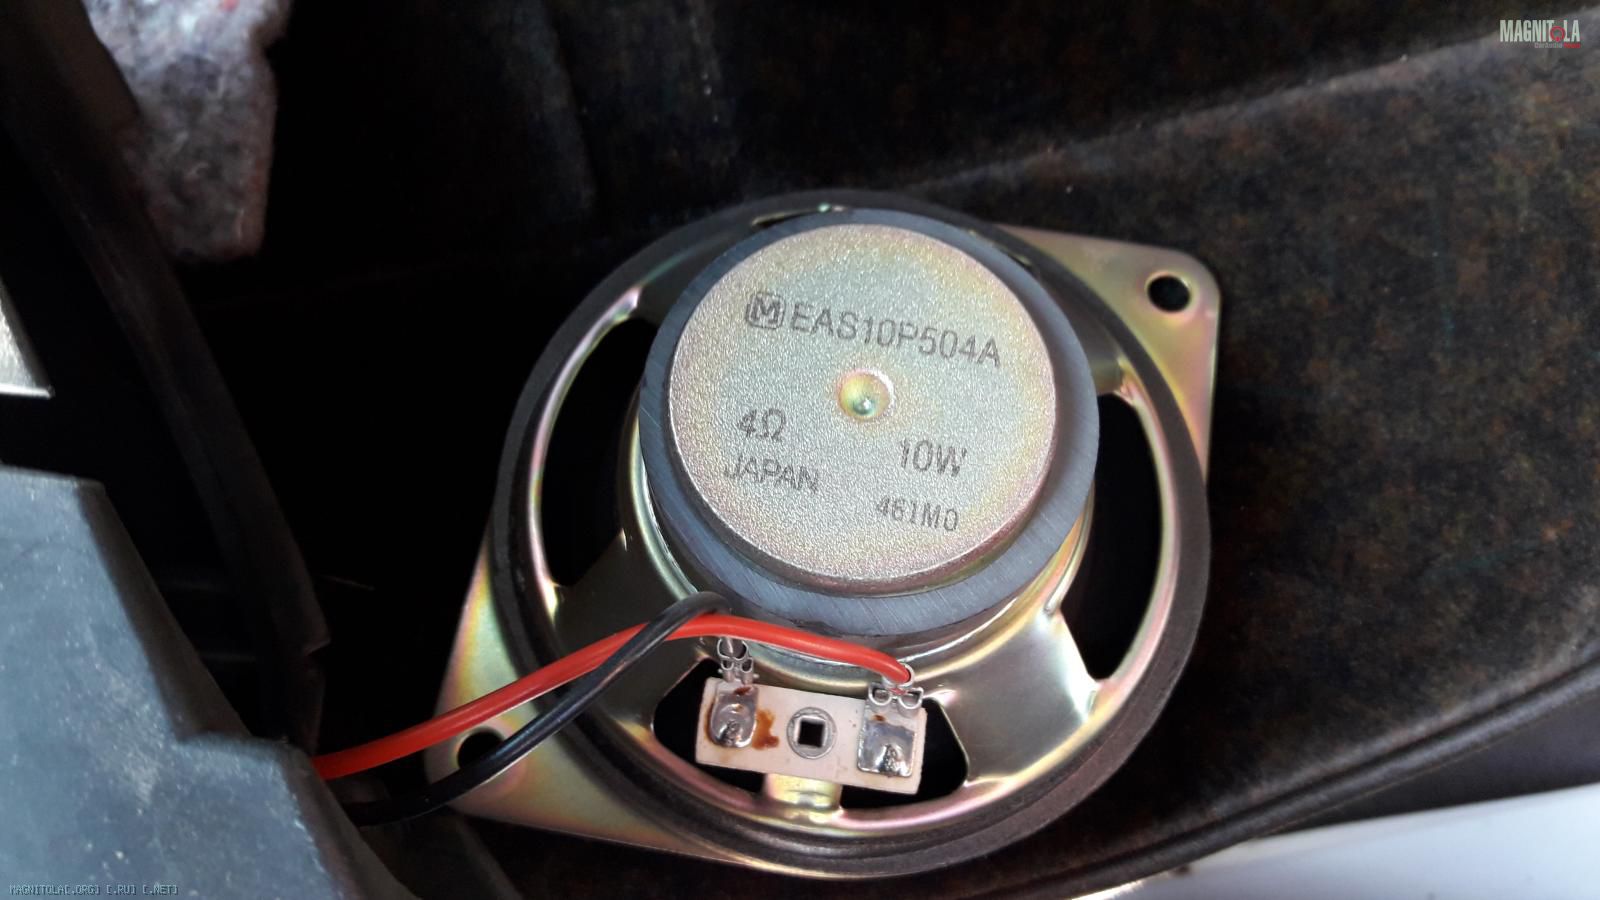 MAGNITOLA
M EAS10P504A
4Ω
10W
JAPAN
461M0
MAGNITOLA[.ORG] [.RU] [.NET]